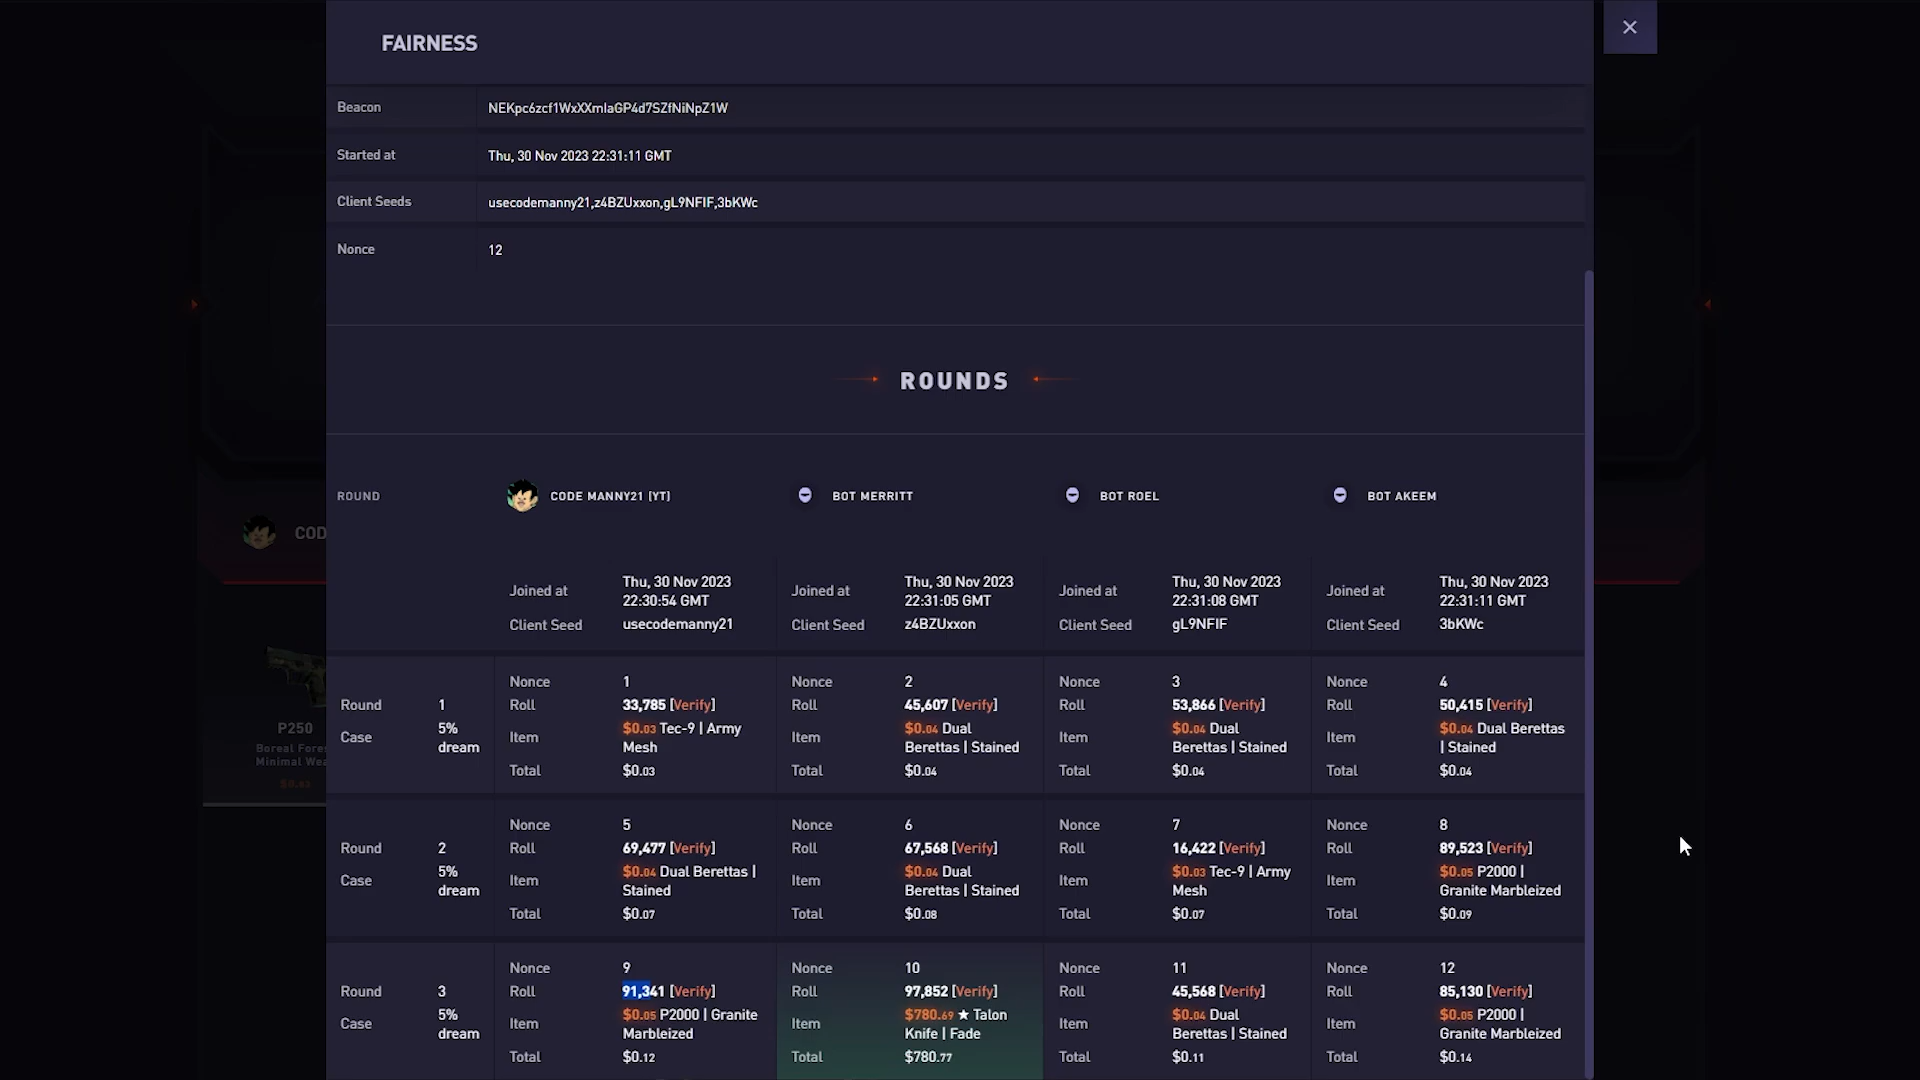 FAIRNESS
Beacon NEKpc6zcf1WxXXmlaGP4d7SZfNiNpZ1W
Started at Thu, 30 Nov 2023 22:31:11 GMT
Client Seeds usecodemanny21,z4BZUxxon,gL9NFIF,3bKWc
Nonce 12
ROUNDS
ROUND CODE MANNY21 [YT] BOT MERRITT BOT ROEL BOT AKEEM
COD
Joined at Thu, 30 Nov 2023 22:30:54 GMT
Client Seed usecodemanny21
Joined at Thu, 30 Nov 2023 22:31:05 GMT
Client Seed z4BZUxxon
Joined at Thu, 30 Nov 2023 22:31:08 GMT
Client Seed gL9NFIF
Joined at Thu, 30 Nov 2023 22:31:11 GMT
Client Seed 3bKWc
P250
Boreal Fores
Minimal Wea
$0.03
Round 1
Case 5% dream
Nonce 1
Roll 33,785 [Verify]
Item $0.03 Tec-9 | Army Mesh
Total $0.03
Nonce 2
Roll 45,607 [Verify]
Item $0.04 Dual Berettas | Stained
Total $0.04
Nonce 3
Roll 53,866 [Verify]
Item $0.04 Dual Berettas | Stained
Total $0.04
Nonce 4
Roll 50,415 [Verify]
Item $0.04 Dual Berettas | Stained
Total $0.04
Round 2
Case 5% dream
Nonce 5
Roll 69,477 [Verify]
Item $0.04 Dual Berettas | Stained
Total $0.07
Nonce 6
Roll 67,568 [Verify]
Item $0.04 Dual Berettas | Stained
Total $0.08
Nonce 7
Roll 16,422 [Verify]
Item $0.03 Tec-9 | Army Mesh
Total $0.07
Nonce 8
Roll 89,523 [Verify]
Item $0.05 P2000 | Granite Marbleized
Total $0.09
Round 3
Case 5% dream
Nonce 9
Roll 91,341 [Verify]
Item $0.05 P2000 | Granite Marbleized
Total $0.12
Nonce 10
Roll 97,852 [Verify]
Item $780.69 ★ Talon Knife | Fade
Total $780.77
Nonce 11
Roll 45,568 [Verify]
Item $0.04 Dual Berettas | Stained
Total $0.11
Nonce 12
Roll 85,130 [Verify]
Item $0.05 P2000 | Granite Marbleized
Total $0.14